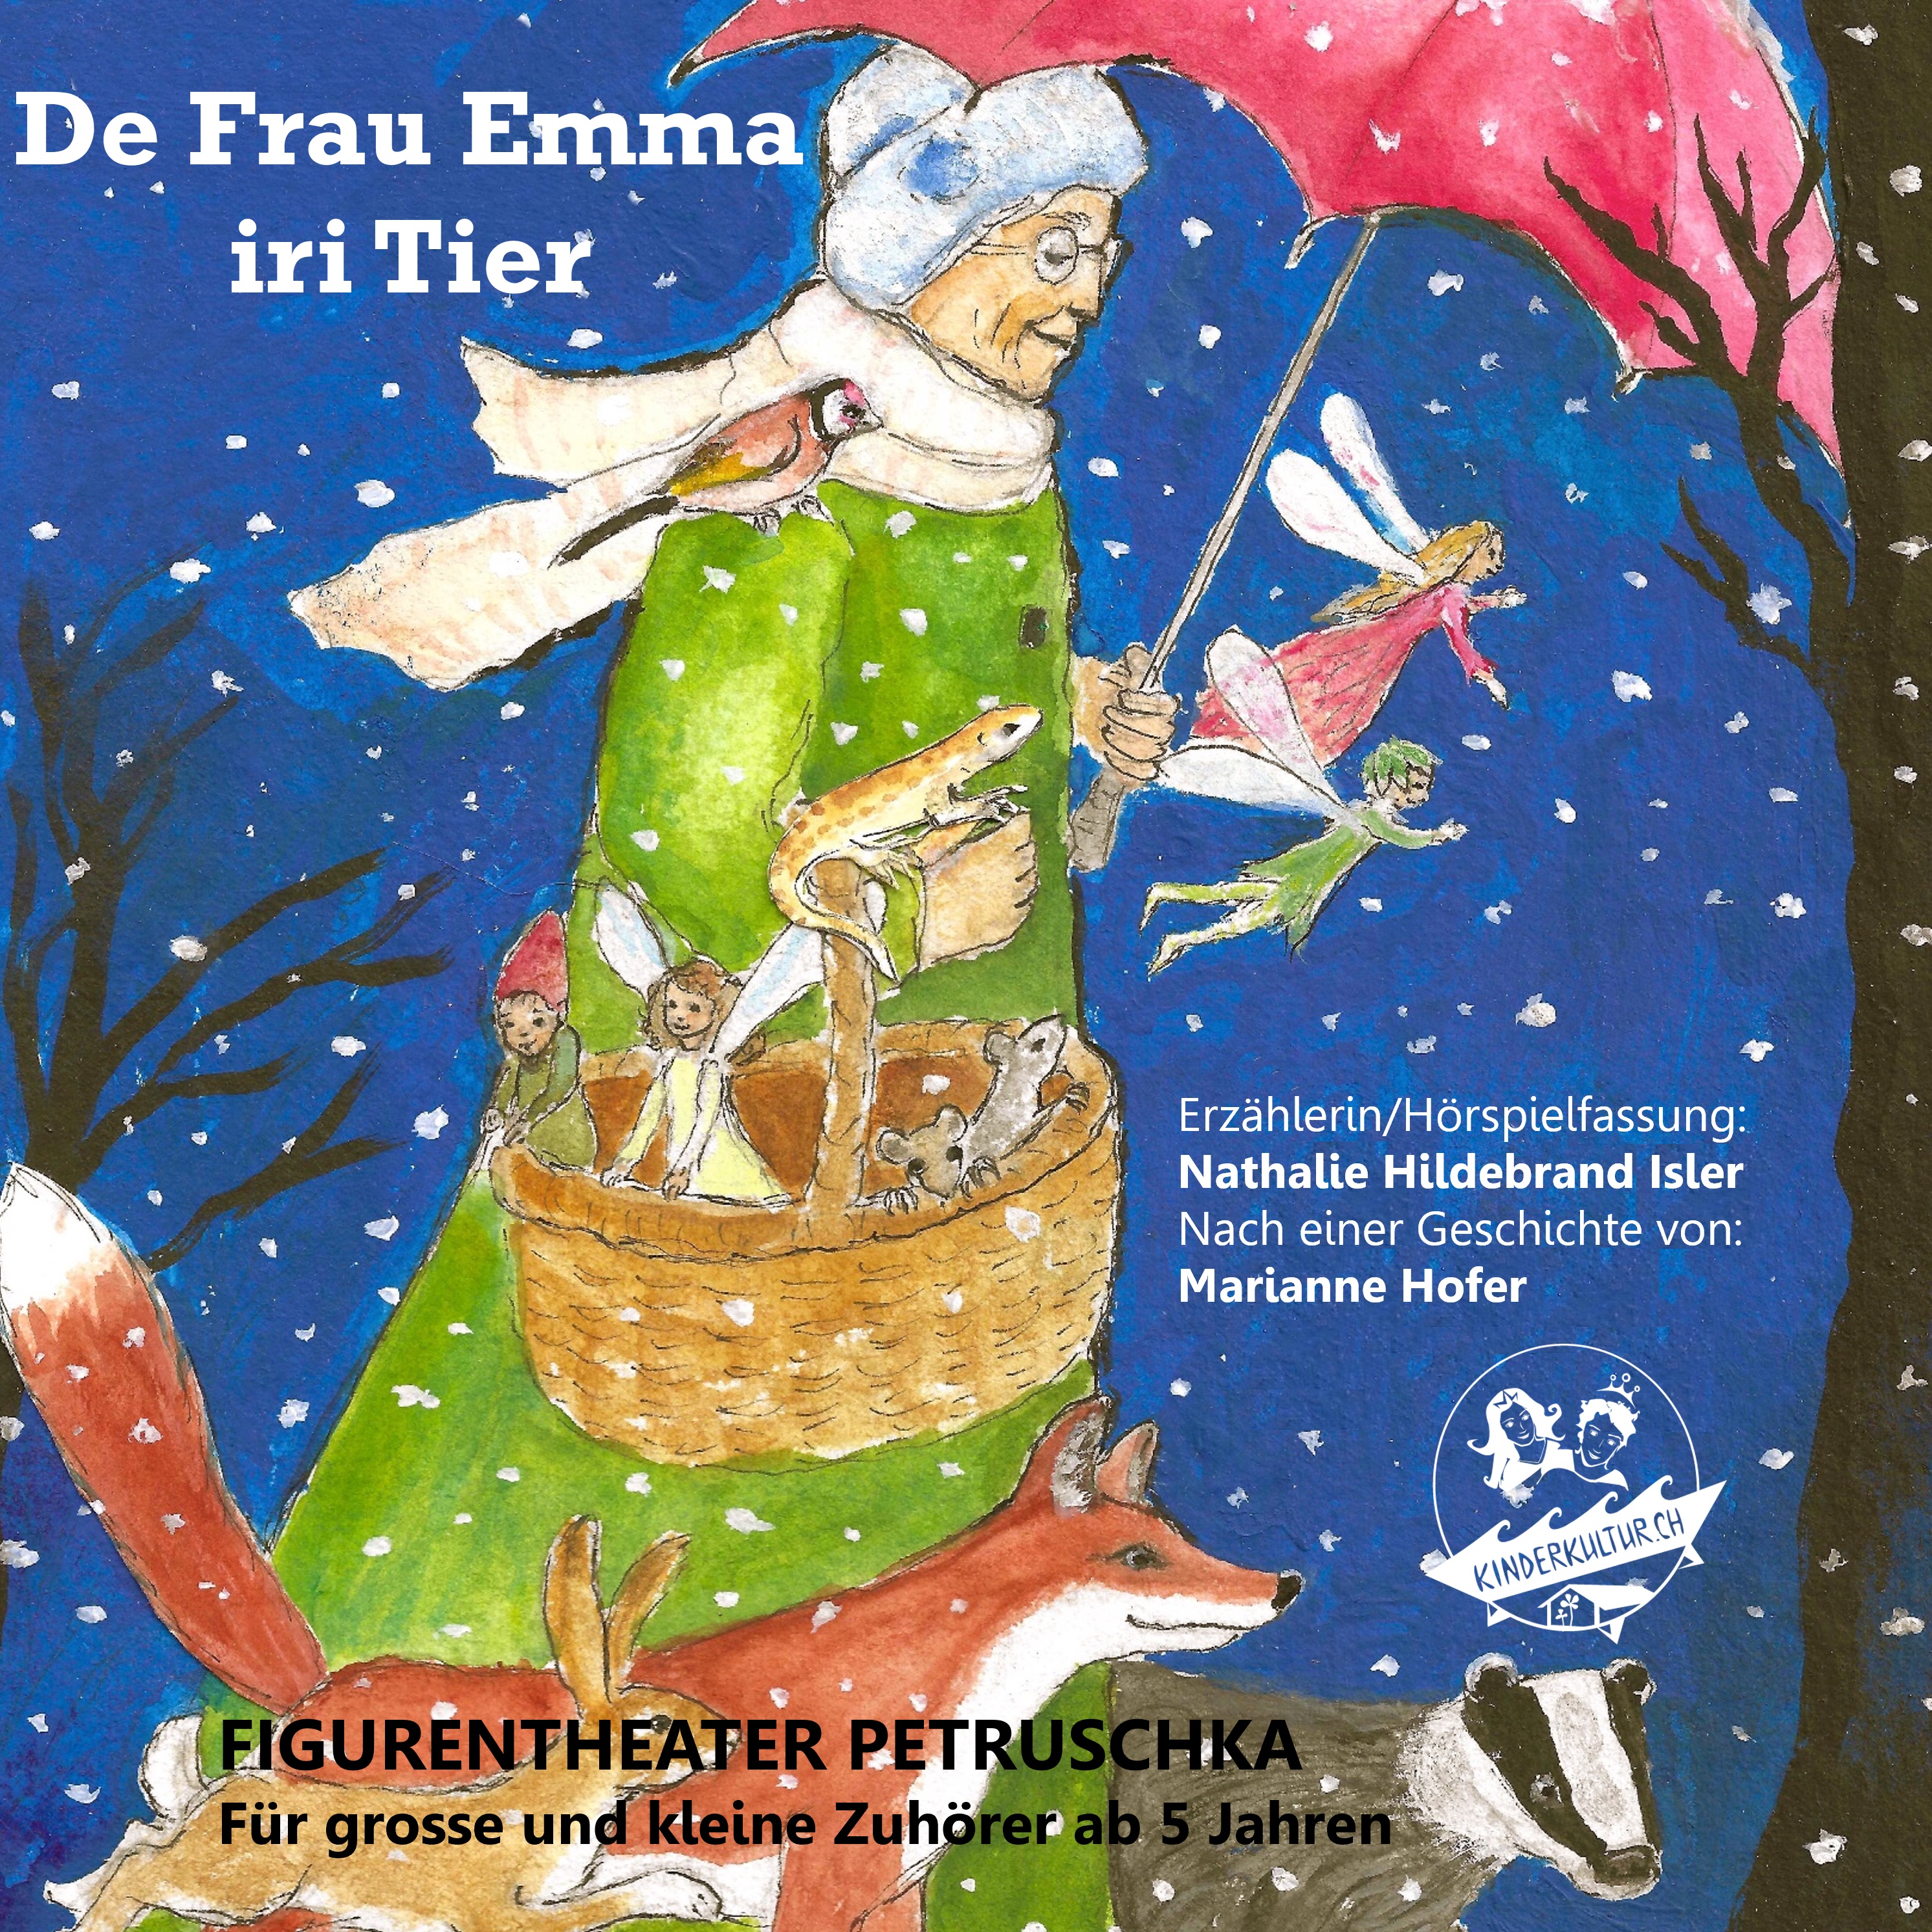 De Frau Emma
iri Tier
Erzählerin/Hörspielfassung:
Nathalie Hildebrand Isler
Nach einer Geschichte von:
Marianne Hofer
KINDERKULTUR.CH
FIGURENTHEATER PETRUSCHKA
Für grosse und kleine Zuhörer ab 5 Jahren